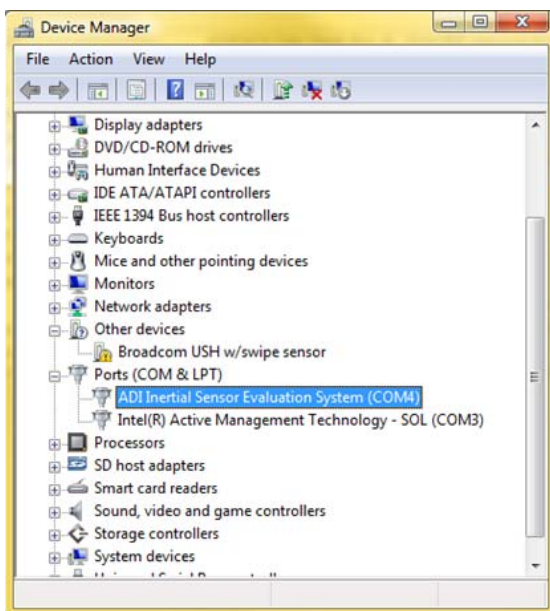 Device Manager
File Action View Help
Display adapters
DVD/CD-ROM drives
Human Interface Devices
IDE ATA/ATAPI controllers
IEEE 1394 Bus host controllers
Keyboards
Mice and other pointing devices
Monitors
Network adapters
Other devices
Broadcom USH w/swipe sensor
Ports (COM & LPT)
ADI Inertial Sensor Evaluation System (COM4)
Intel(R) Active Management Technology - SOL (COM3)
Processors
SD host adapters
Smart card readers
Sound, video and game controllers
Storage controllers
System devices